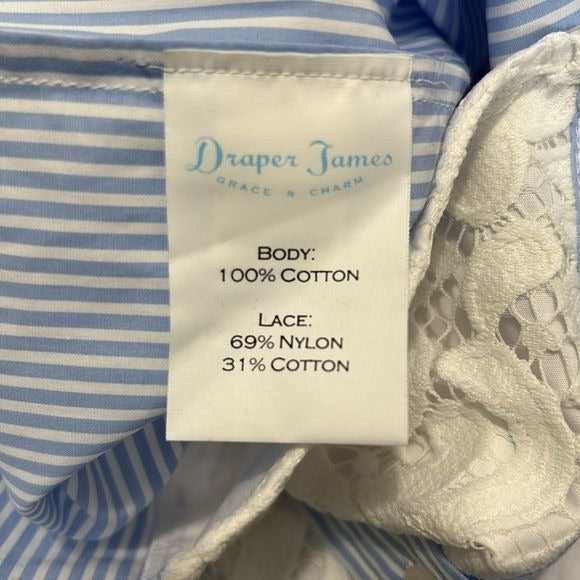 Draper James
GRACE & CHARM
BODY:
100% COTTON
LACE:
69% NYLON
31% COTTON